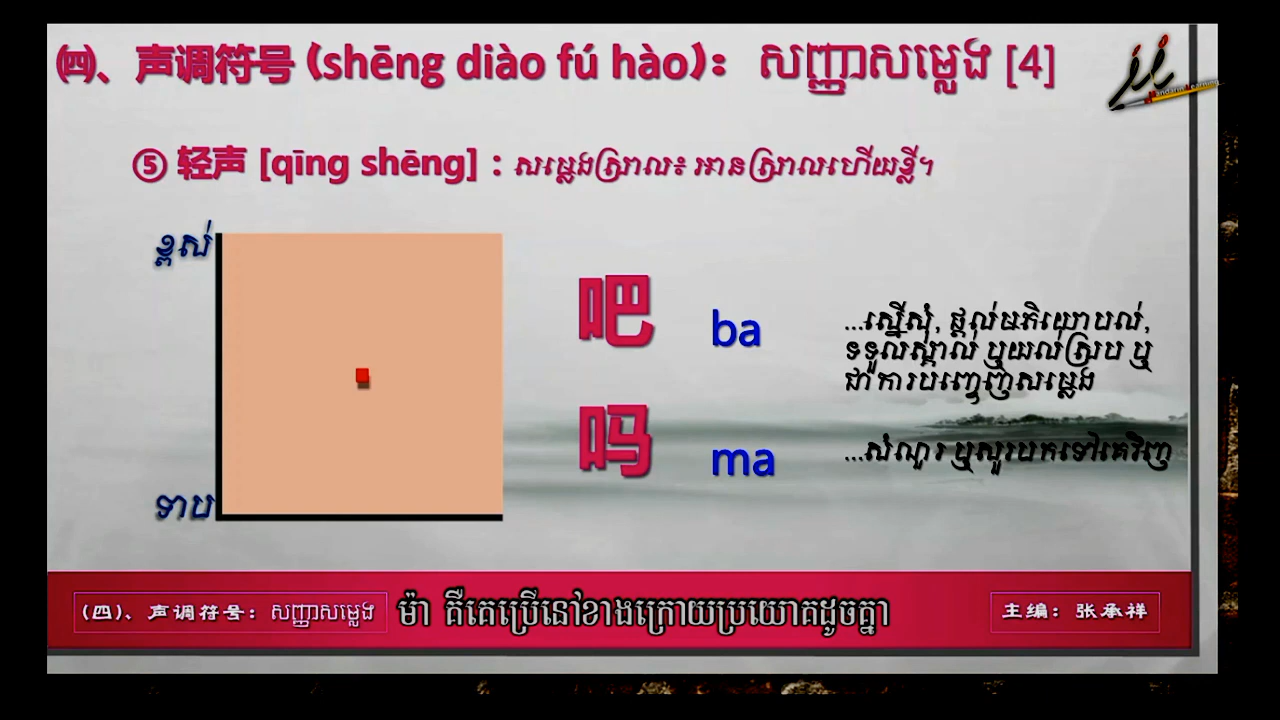 ㈣、声调符号 (shēng diào fú hào)： សញ្ញាសម្លេង [4]
⑤ 轻声 [qīng shēng] : សម្លេងស្រាល៖ អានស្រាលហើយខ្លី។
ខ្ពស់
ទាប
吧 ba
...ស្នើសុំ, ផ្តល់មតិយោបល់,
ទទួលស្គាល់ ឬយល់ស្រប ឬ
ជាការបញ្ចេញសម្លេង
吗 ma
...សំណួរ ឬសួរបកទៅគេវិញ
(四)、声调符号： សញ្ញាសម្លេង
ម៉ា គឺគេប្រើនៅខាងក្រោយប្រយោគដូចគ្នា
主编：张承祥